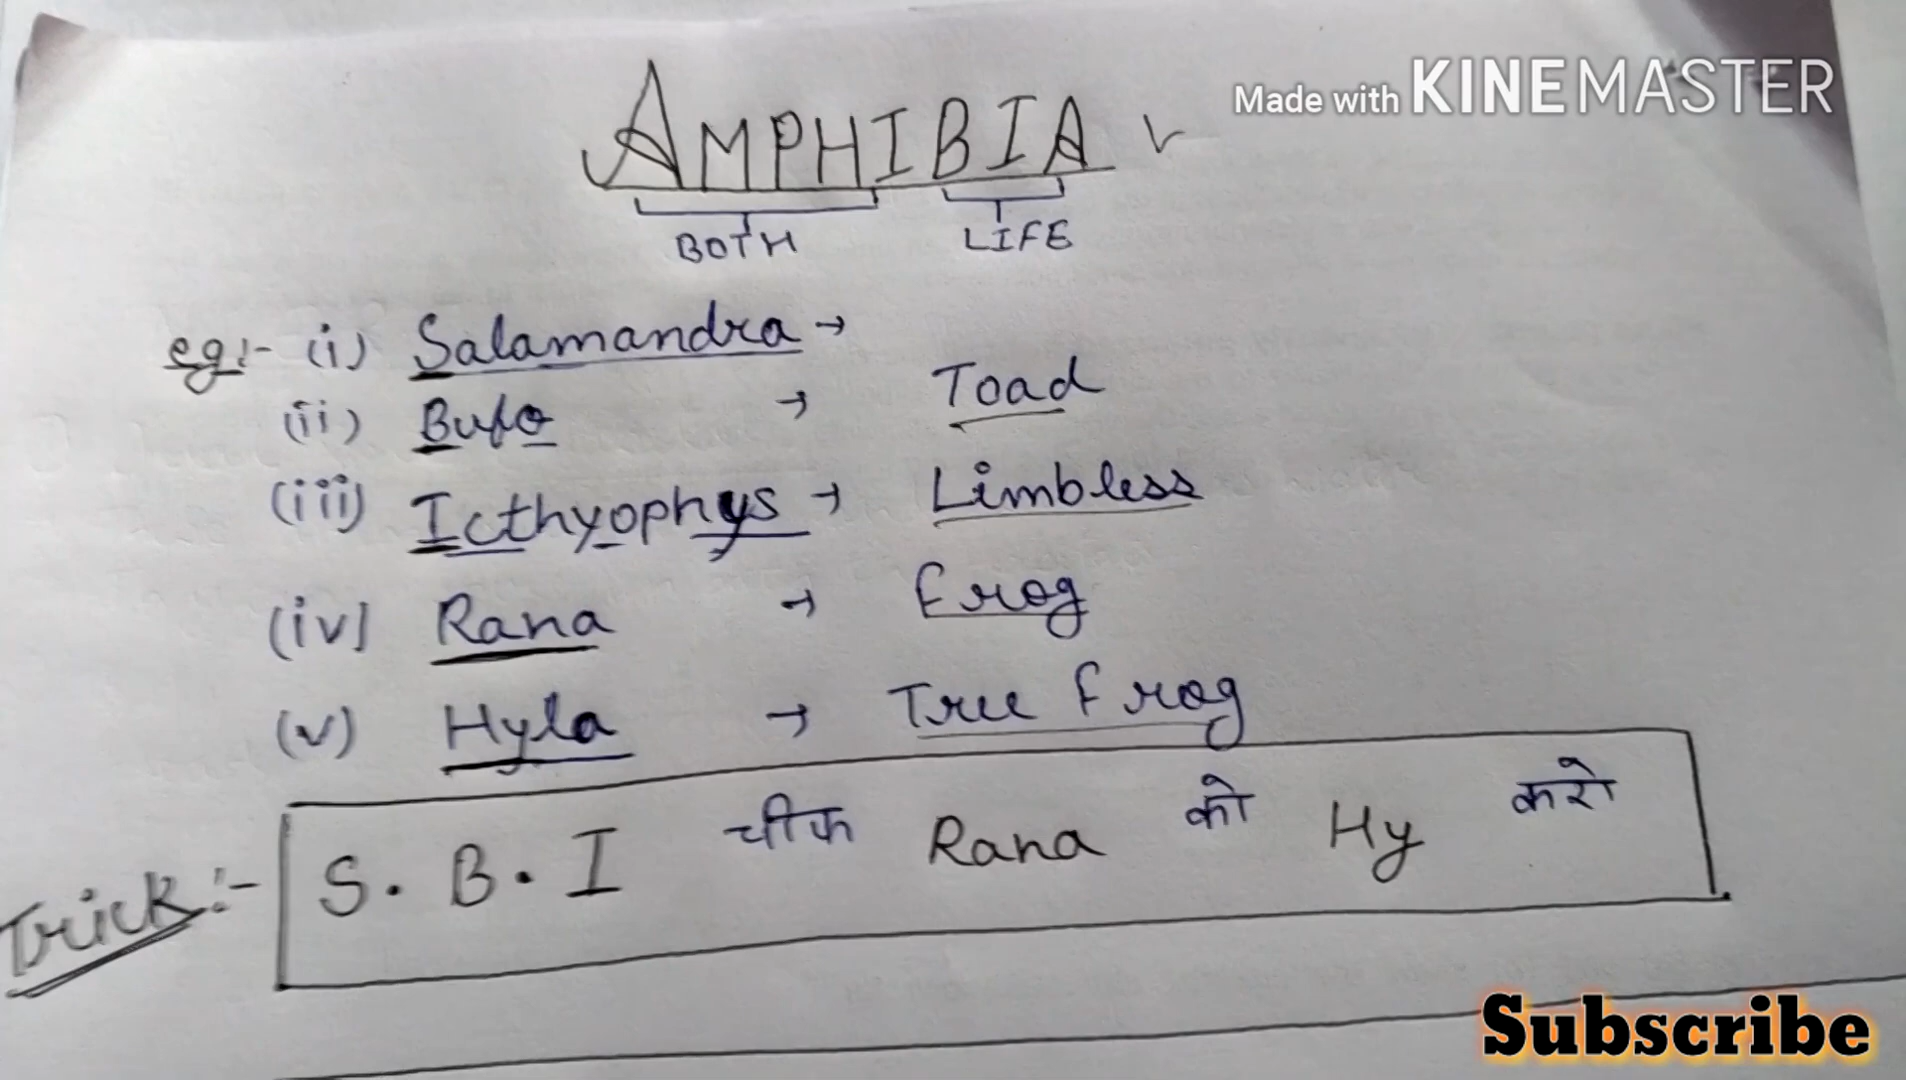 Made with KINEMASTER
AMPHIBIA
BOTH LIFE
eg:- (i) Salamandra →
(ii) Bufo → Toad
(iii) Icthyophys → Limbless
(iv) Rana → Frog
(v) Hyla → Tree Frog
Trick:- S. B. I चीफ Rana को Hy करो
Subscribe